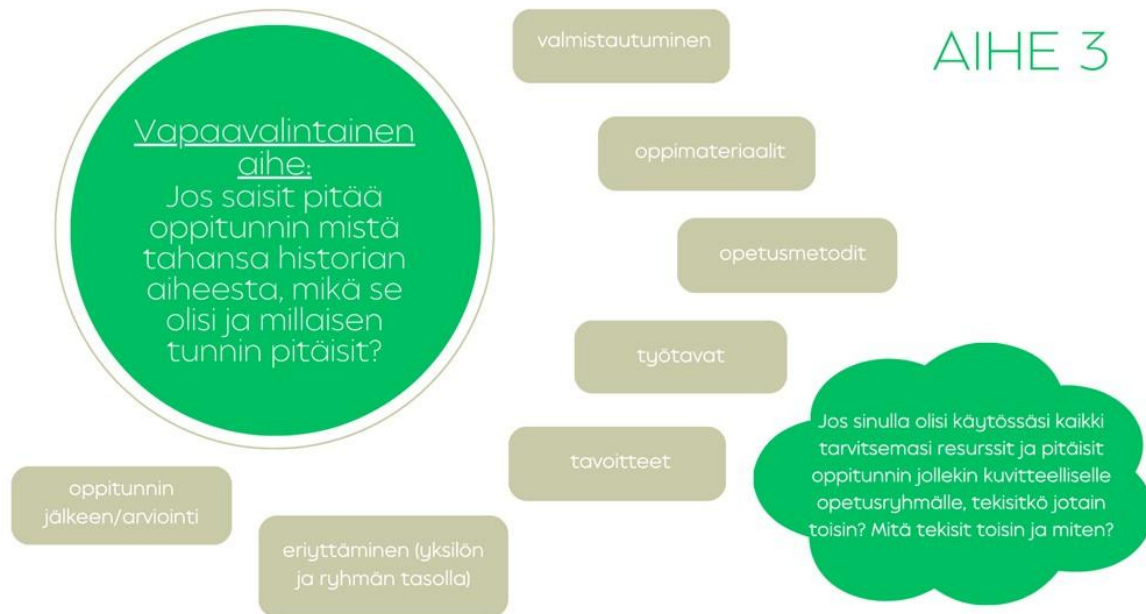 AIHE 3
Vapaavalintainen
aihe:
Jos saisit pitää
oppitunnin mistä
tahansa historian
aiheesta, mikä se
olisi ja millaisen
tunnin pitäisit?
valmistautuminen
oppimateriaalit
opetusmetodit
työtavat
tavoitteet
eriyttäminen (yksilön
ja ryhmän tasolla)
oppitunnin
jälkeen/arviointi
Jos sinulla olisi käytössäsi kaikki
tarvitsemasi resurssit ja pitäisit
oppitunnin jollekin kuvitteelliselle
opetusryhmälle, tekisitkö jotain
toisin? Mitä tekisit toisin ja miten?